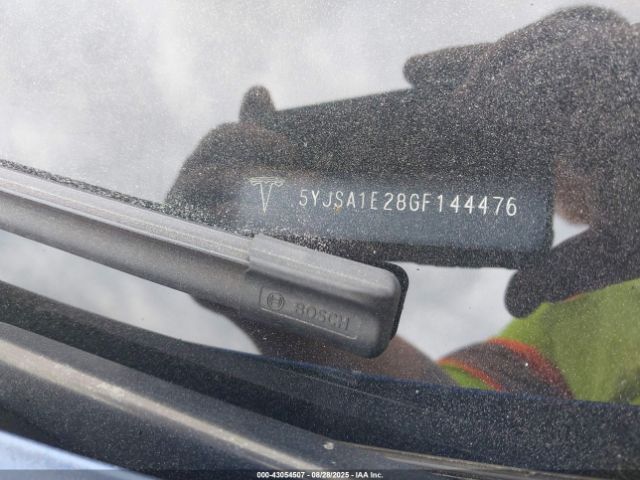 5YJSA1E28GF144476
BOSCH
000-43054507 - 08/28/2025 - IAA Inc.